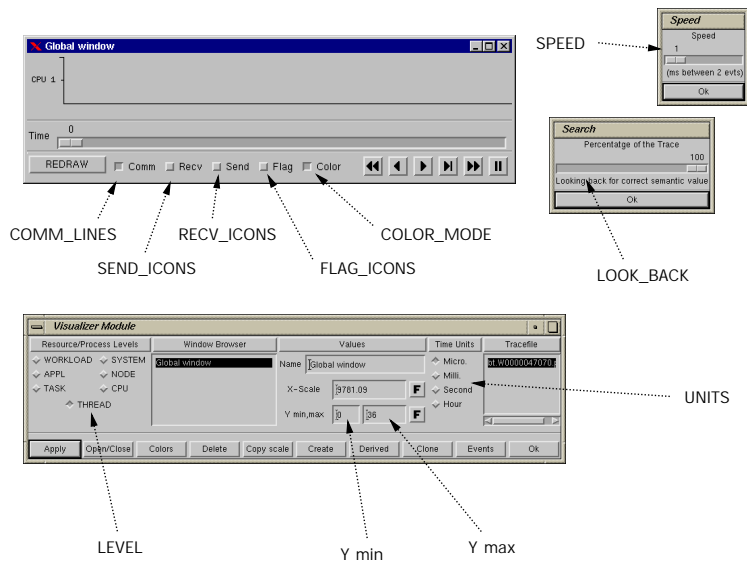 Speed
Speed
1
(ms between 2 evts)
Ok
SPEED
Global window
CPU 1
Time
0
REDRAW
Comm
Recv
Send
Flag
Color
Search
Percentatge of the Trace
100
Looking back for correct semantic value
Ok
COMM_LINES
RECV_ICONS
COLOR_MODE
SEND_ICONS
FLAG_ICONS
LOOK_BACK
Visualizer Module
Resource/Process Levels
Window Browser
Values
Time Units
Tracefile
WORKLOAD
SYSTEM
APPL
NODE
TASK
CPU
THREAD
Global window
Name
Global window
X-Scale
9781.09
F
Y min,max
0
36
F
Micro.
Milli.
Second
Hour
bt.W0000047070.p
UNITS
Apply
Open/Close
Colors
Delete
Copy scale
Create
Derived
Clone
Events
Ok
LEVEL
Y min
Y max